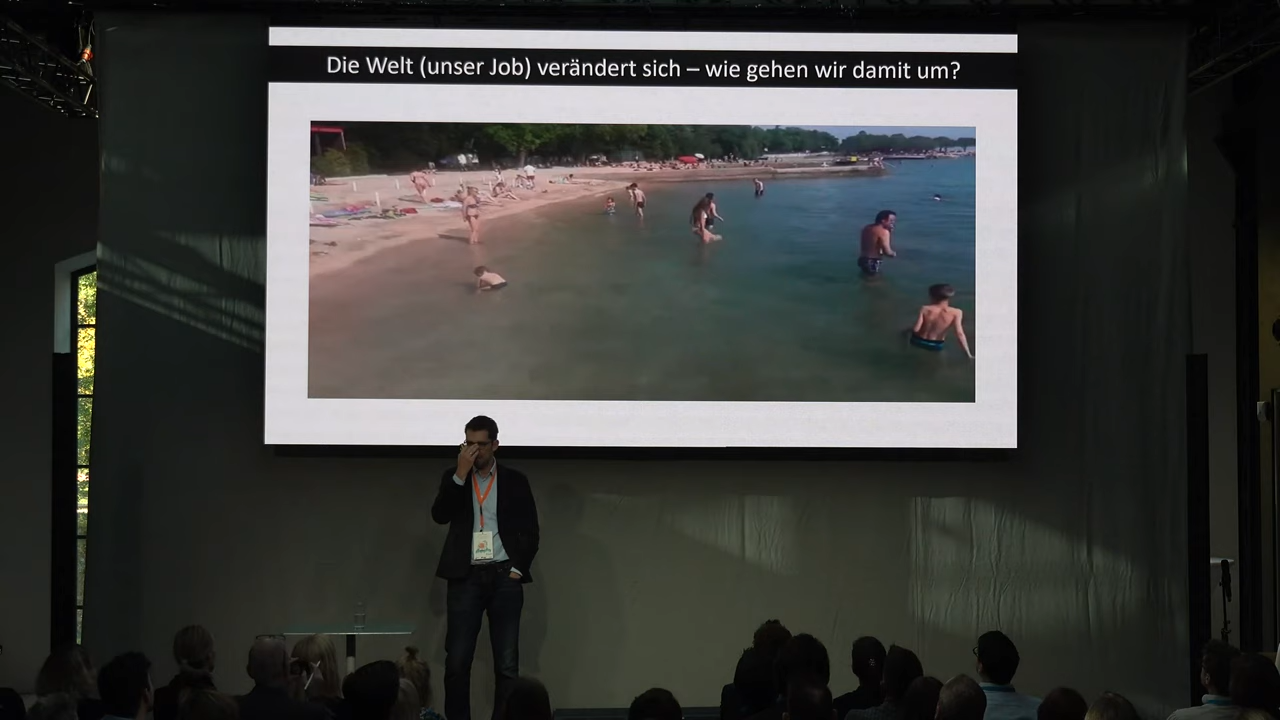 Die Welt (unser Job) verändert sich – wie gehen wir damit um?